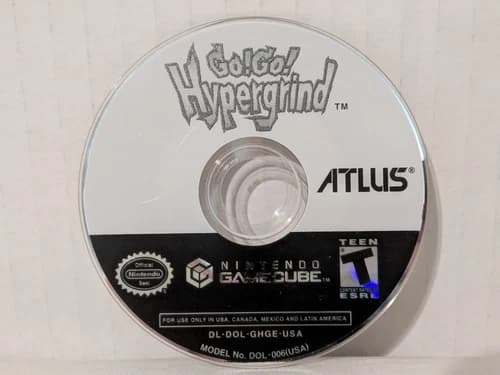 Go!Go!
Hypergrind ™
ATLUS®
TEEN
T
CONTENT RATED BY
ESRB
Official
Nintendo
Seal
NINTENDO
GAMECUBE™
FOR USE ONLY IN USA, CANADA, MEXICO AND LATIN AMERICA
DL-DOL-GHGE-USA
MODEL No. DOL-006(USA)